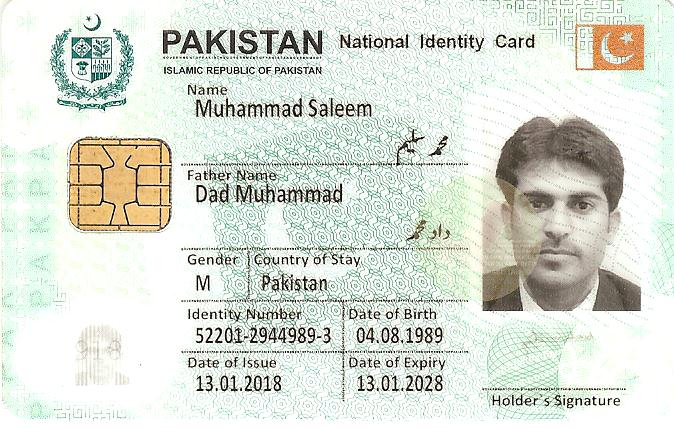 PAKISTAN National Identity Card
ISLAMIC REPUBLIC OF PAKISTAN
Name
Muhammad Saleem
محمد سلیم
Father Name
Dad Muhammad
داد محمد
Gender Country of Stay
M Pakistan
Identity Number Date of Birth
52201-2944989-3 04.08.1989
Date of Issue Date of Expiry
13.01.2018 13.01.2028
Holder`s Signature